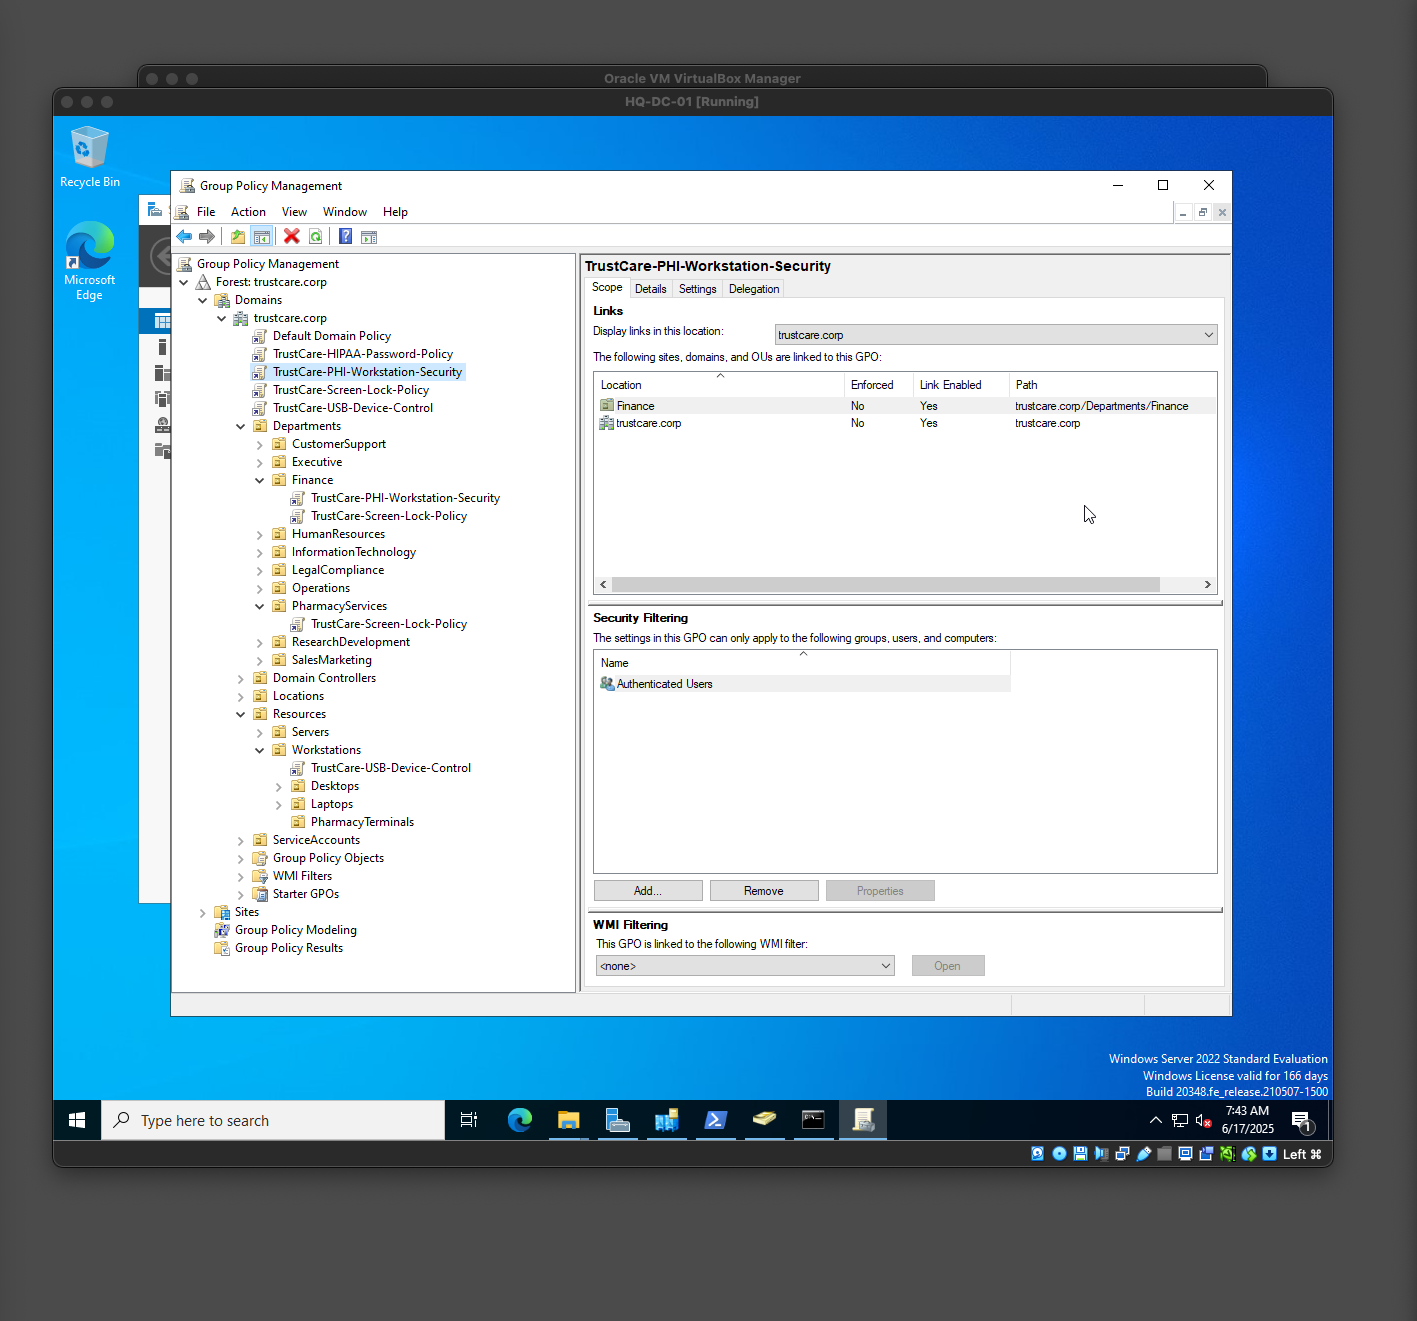 Oracle VM VirtualBox Manager
HQ-DC-01 [Running]
Recycle Bin
Microsoft
Edge
Group Policy Management
File Action View Window Help
Group Policy Management
Forest: trustcare.corp
Domains
trustcare.corp
Default Domain Policy
TrustCare-HIPAA-Password-Policy
TrustCare-PHI-Workstation-Security
TrustCare-Screen-Lock-Policy
TrustCare-USB-Device-Control
Departments
CustomerSupport
Executive
Finance
TrustCare-PHI-Workstation-Security
TrustCare-Screen-Lock-Policy
HumanResources
InformationTechnology
LegalCompliance
Operations
PharmacyServices
TrustCare-Screen-Lock-Policy
ResearchDevelopment
SalesMarketing
Domain Controllers
Locations
Resources
Servers
Workstations
TrustCare-USB-Device-Control
Desktops
Laptops
PharmacyTerminals
ServiceAccounts
Group Policy Objects
WMI Filters
Starter GPOs
Sites
Group Policy Modeling
Group Policy Results
TrustCare-PHI-Workstation-Security
Scope Details Settings Delegation
Links
Display links in this location: trustcare.corp
The following sites, domains, and OUs are linked to this GPO:
Location Enforced Link Enabled Path
Finance No Yes trustcare.corp/Departments/Finance
trustcare.corp No Yes trustcare.corp
Security Filtering
The settings in this GPO can only apply to the following groups, users, and computers:
Name
Authenticated Users
Add... Remove Properties
WMI Filtering
This GPO is linked to the following WMI filter:
<none> Open
Windows Server 2022 Standard Evaluation
Windows License valid for 166 days
Build 20348.fe_release.210507-1500
Type here to search
7:43 AM
6/17/2025
1
Left ⌘